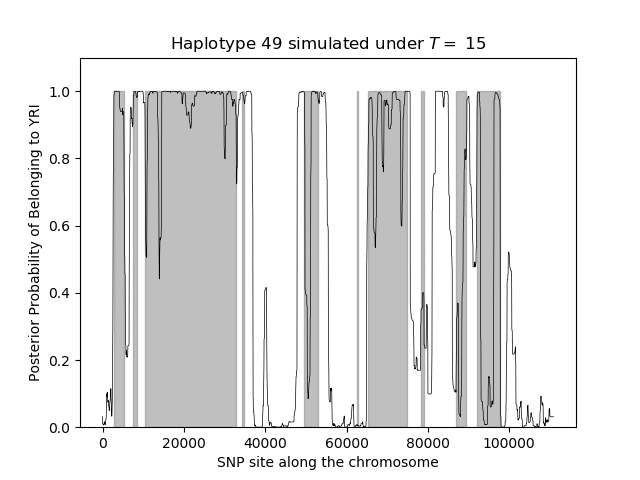 Haplotype 49 simulated under T = 15
Posterior Probability of Belonging to YRI
1.0
0.8
0.6
0.4
0.2
0.0
0 20000 40000 60000 80000 100000
SNP site along the chromosome